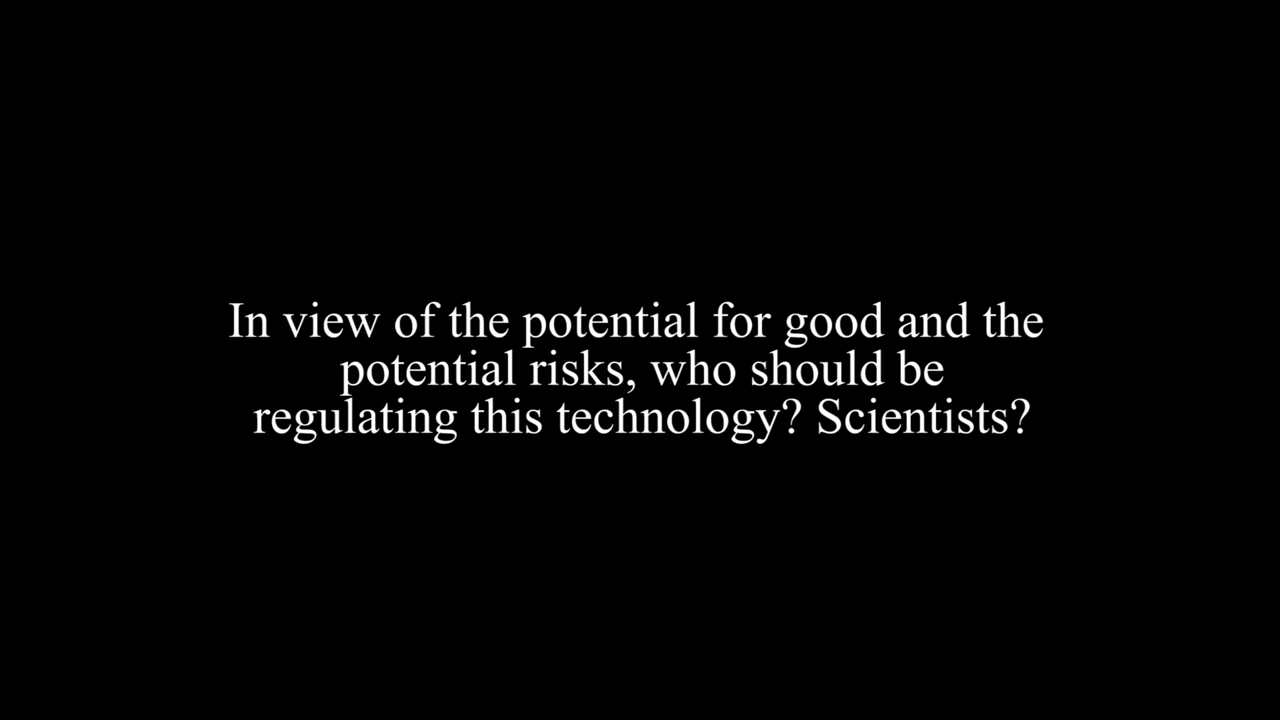 In view of the potential for good and the
potential risks, who should be
regulating this technology? Scientists?